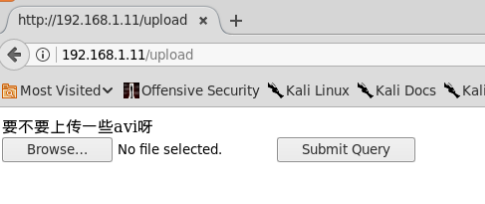 http://192.168.1.11/upload
192.168.1.11/upload
Most Visited Offensive Security Kali Linux Kali Docs Kali
要不要上传一些avi呀
Browse... No file selected. Submit Query